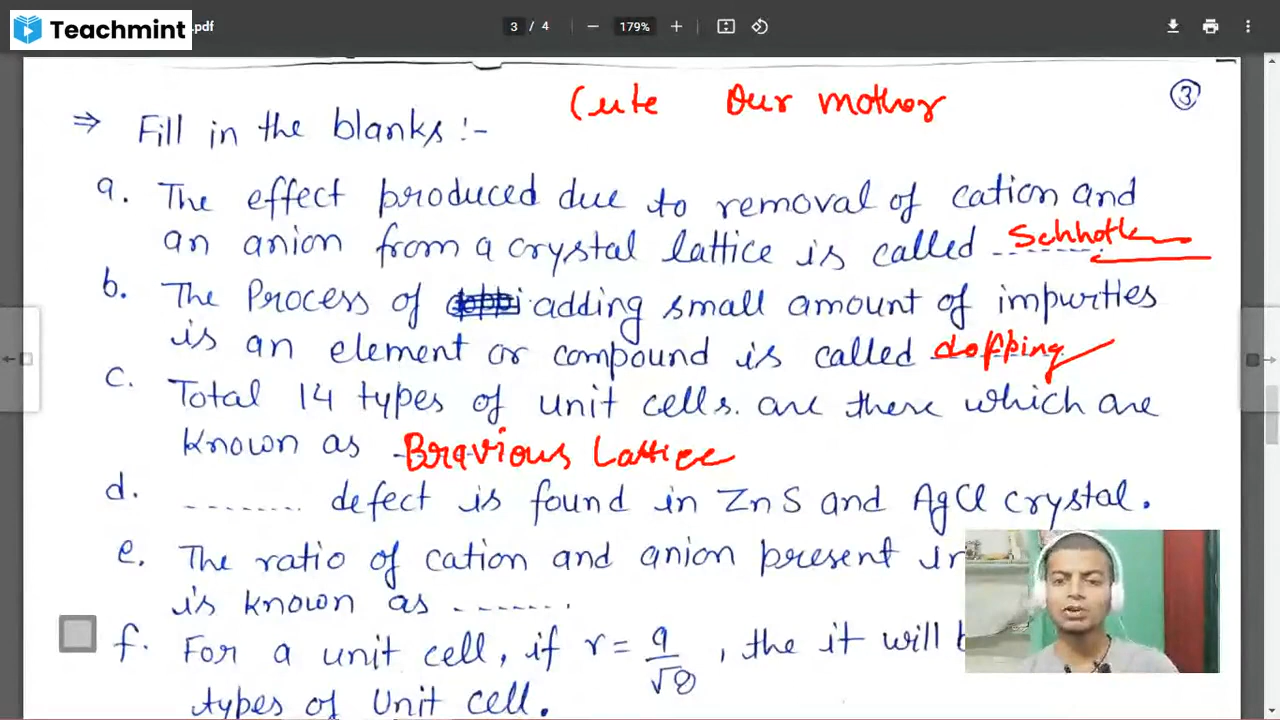 Teachmint
.pdf
3 / 4
179%
Cute Our mother
3
⇒ Fill in the blanks :-
a. The effect produced due to removal of cation and
an anion from a crystal lattice is called Schhotke
b. The Process of adding small amount of impurties
is an element or compound is called dopping
c. Total 14 types of unit cells. are there which are
known as Bravious Lattice
d. ....... defect is found in ZnS and AgCl crystal.
e. The ratio of cation and anion present in
is known as .......
f. For a unit cell, if r = a/√8, the it will b
types of Unit cell.